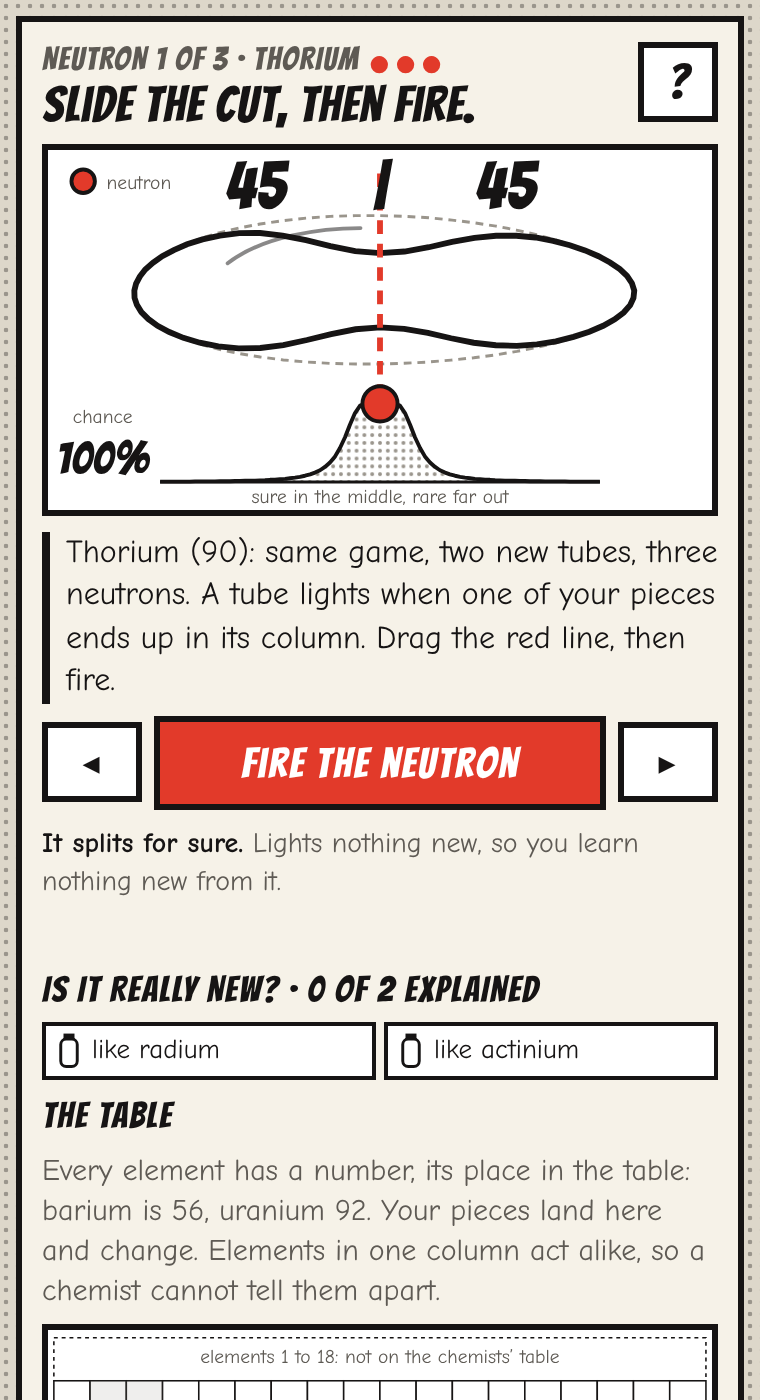 NEUTRON 1 OF 3 · THORIUM
?
SLIDE THE CUT, THEN FIRE.
neutron
45 / 45
chance
100%
sure in the middle, rare far out
Thorium (90): same game, two new tubes, three
neutrons. A tube lights when one of your pieces
ends up in its column. Drag the red line, then
fire.
◄ FIRE THE NEUTRON ►
It splits for sure. Lights nothing new, so you learn
nothing new from it.
IS IT REALLY NEW? · 0 OF 2 EXPLAINED
like radium
like actinium
THE TABLE
Every element has a number, its place in the table:
barium is 56, uranium 92. Your pieces land here
and change. Elements in one column act alike, so a
chemist cannot tell them apart.
elements 1 to 18: not on the chemists' table